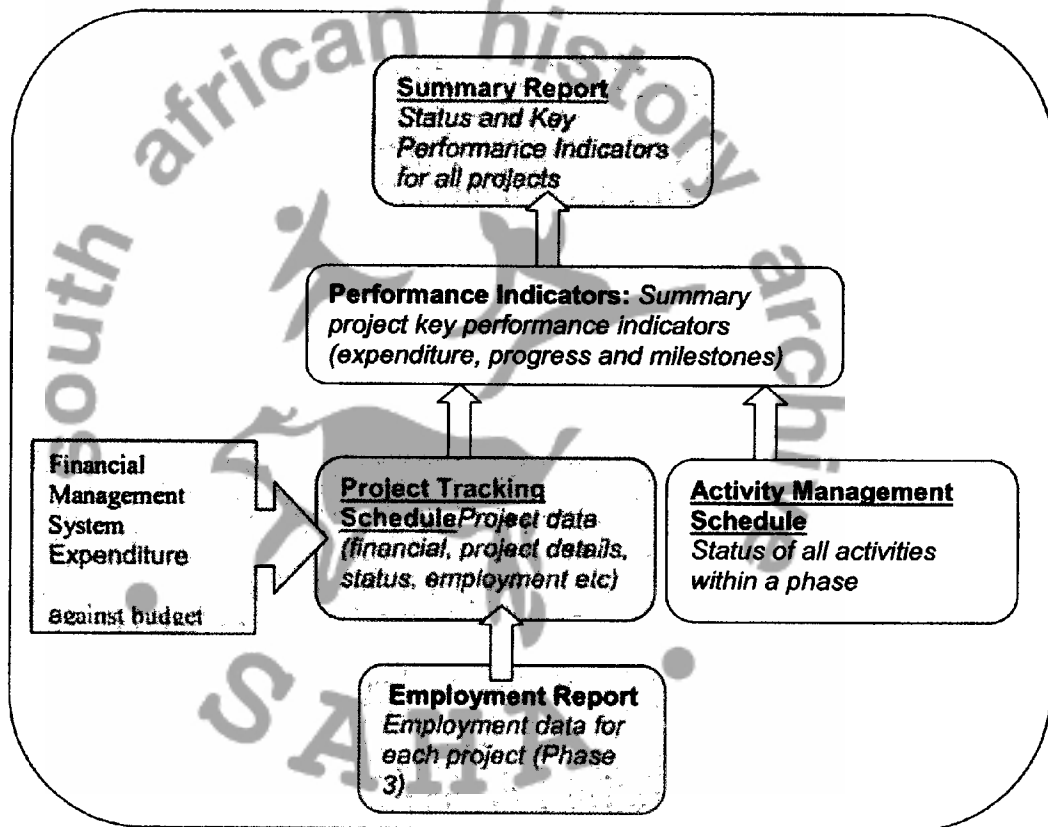 south african history archive
Summary Report
Status and Key
Performance Indicators
for all projects
Performance Indicators: Summary
project key performance indicators
(expenditure, progress and milestones)
Financial
Management
System
Expenditure
against budget
Project Tracking
ScheduleProject data
(financial, project details,
status, employment etc)
Activity Management
Schedule
Status of all activities
within a phase
Employment Report
Employment data for
each project (Phase
3)
SAHA